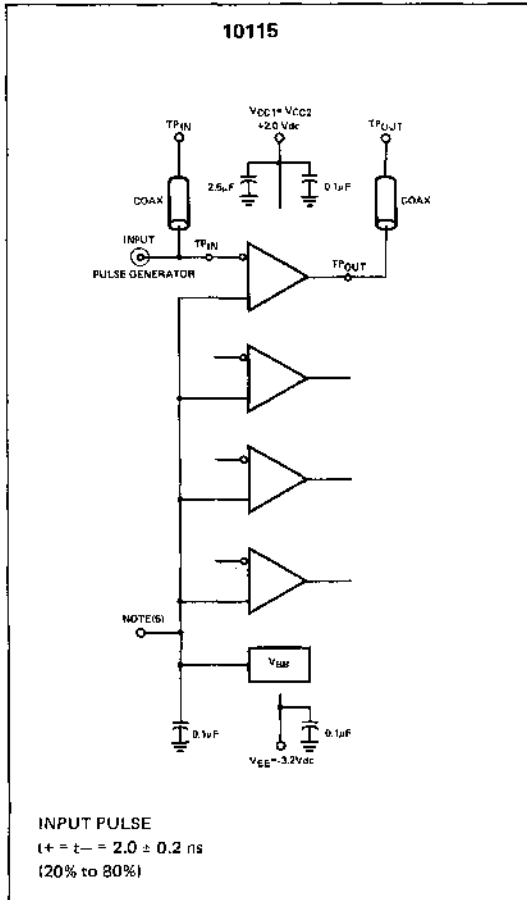 10115
TPIN
VCC1= VCC2
+2.0 Vdc
TPOUT
2.5µF
0.1µF
COAX
COAX
INPUT
TPIN
PULSE GENERATOR
TPOUT
NOTE(5)
VBB
0.1µF
0.1µF
VEE=-3.2Vdc
INPUT PULSE
t+ = t− = 2.0 ± 0.2 ns
(20% to 80%)